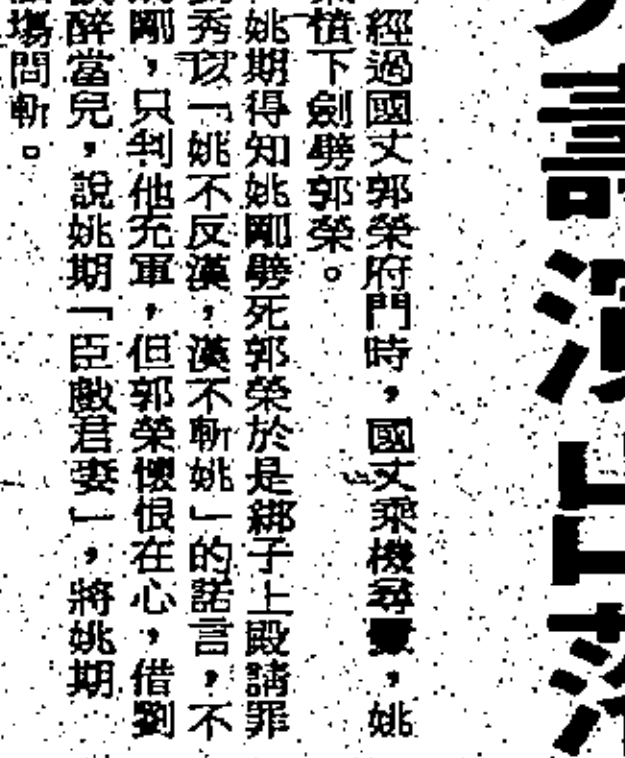 經過國丈郭榮府門時，國丈乘機尋釁，姚
憤下劍劈郭榮。
姚期得知姚剛劈死郭榮於是綁子上殿請罪
秀以「姚不反漢，漢不斬姚」的諾言，不
剛，只判他充軍，但郭榮懷恨在心，借劉
醉當兒，說姚期「臣戲君妻」，將姚期
場問斬。